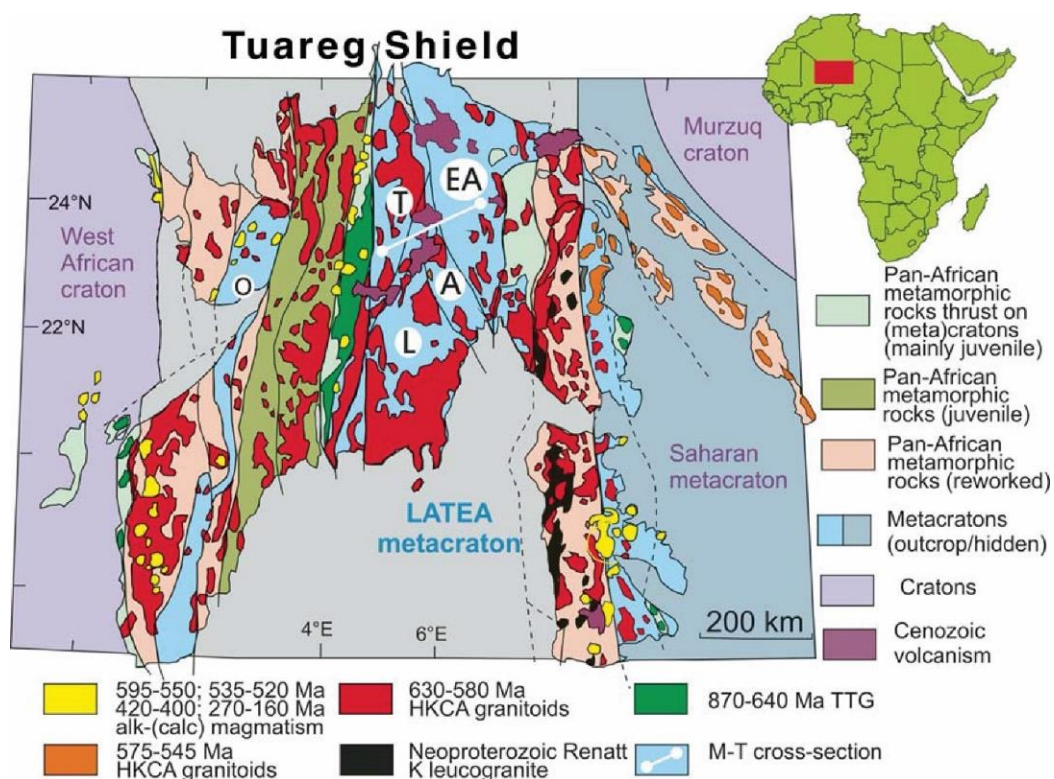 Tuareg Shield
Murzuq
craton
24°N
West
African
craton
EA
T
O
A
22°N
L
Saharan
metacraton
LATEA
metacraton
4°E
6°E
200 km
Pan-African
metamorphic
rocks thrust on
(meta)cratons
(mainly juvenile)
Pan-African
metamorphic
rocks (juvenile)
Pan-African
metamorphic
rocks (reworked)
Metacratons
(outcrop/hidden)
Cratons
Cenozoic
volcanism
595-550; 535-520 Ma
420-400; 270-160 Ma
alk-(calc) magmatism
630-580 Ma
HKCA granitoids
870-640 Ma TTG
575-545 Ma
HKCA granitoids
Neoproterozoic Renatt
K leucogranite
M-T cross-section